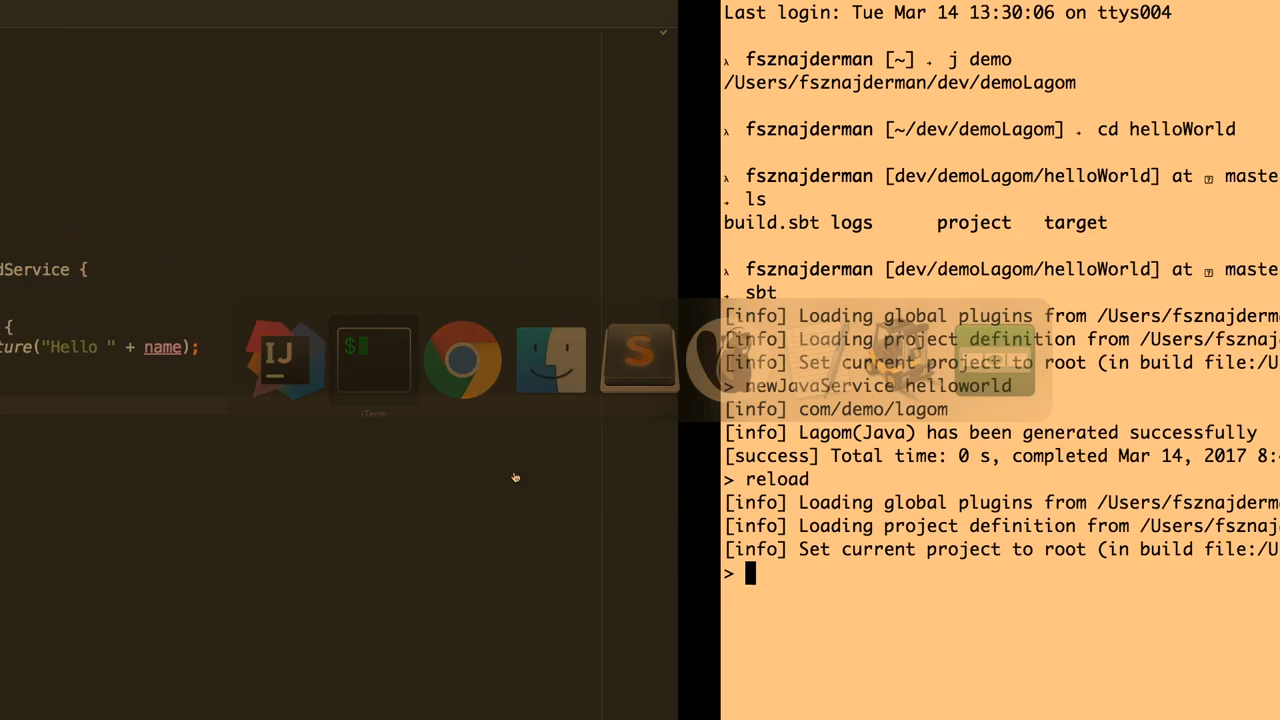 dService {
{
ture("Hello " + name);
IJ
$
iTerm
S
Last login: Tue Mar 14 13:30:06 on ttys004
λ fsznajderman [~] → j demo
/Users/fsznajderman/dev/demoLagom
λ fsznajderman [~/dev/demoLagom] → cd helloWorld
λ fsznajderman [dev/demoLagom/helloWorld] at maste
→ ls
build.sbt logs project target
λ fsznajderman [dev/demoLagom/helloWorld] at maste
→ sbt
[info] Loading global plugins from /Users/fsznajderm
[info] Loading project definition from /Users/fsznaj
[info] Set current project to root (in build file:/U
> newJavaService helloworld
[info] com/demo/lagom
[info] Lagom(Java) has been generated successfully
[success] Total time: 0 s, completed Mar 14, 2017 8:
> reload
[info] Loading global plugins from /Users/fsznajderm
[info] Loading project definition from /Users/fsznaj
[info] Set current project to root (in build file:/U
>